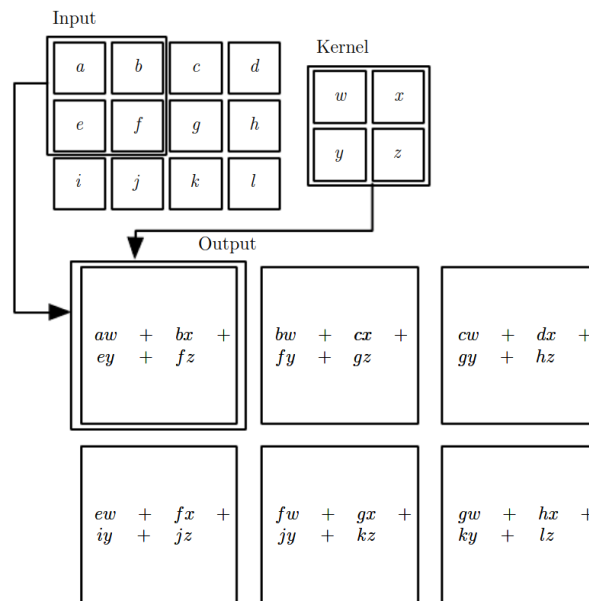 Input
Kernel
a b c d
w x
e f g h
y z
i j k l
Output
aw + bx +
ey + fz
bw + cx +
fy + gz
cw + dx +
gy + hz
ew + fx +
iy + jz
fw + gx +
jy + kz
gw + hx +
ky + lz